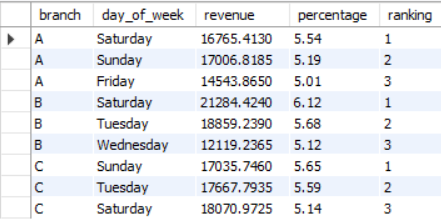 branch day_of_week revenue percentage ranking
A Saturday 16765.4130 5.54 1
A Sunday 17006.8185 5.19 2
A Friday 14543.8650 5.01 3
B Saturday 21284.4240 6.12 1
B Tuesday 18859.2390 5.68 2
B Wednesday 12119.2365 5.12 3
C Sunday 17035.7460 5.65 1
C Tuesday 17667.7935 5.59 2
C Saturday 18070.9725 5.14 3